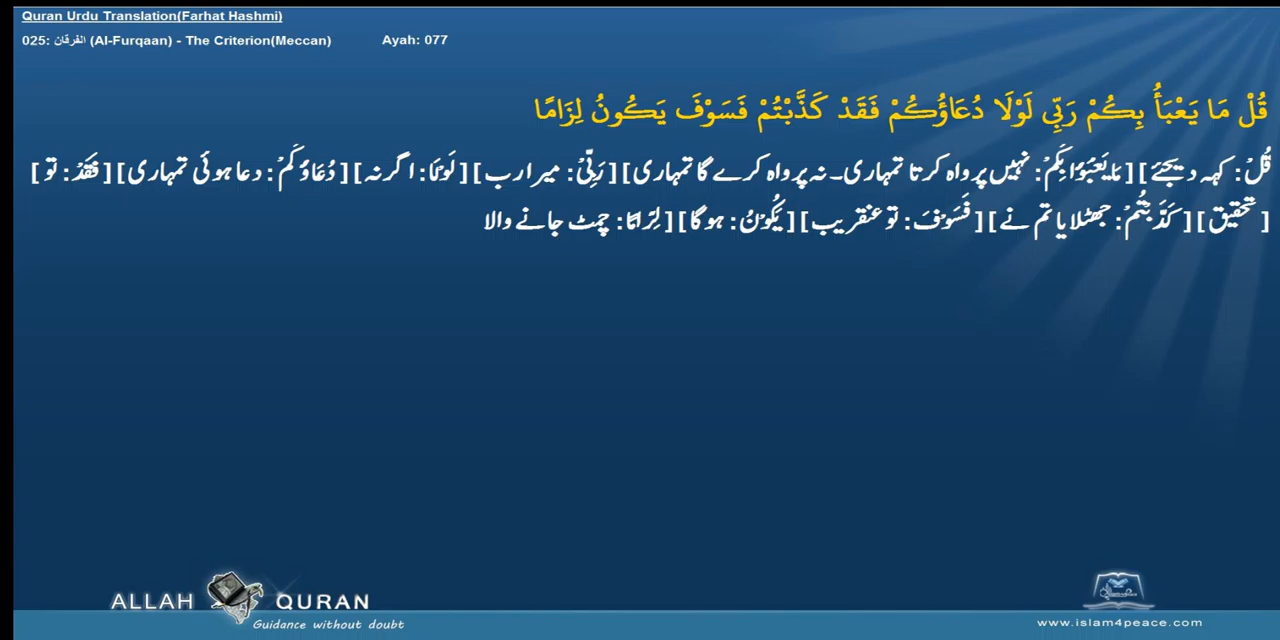 Quran Urdu Translation(Farhat Hashmi)
025: الفرقان (Al-Furqaan) - The Criterion(Meccan) Ayah: 077
قُلْ مَا يَعْبَأُ بِكُمْ رَبِّي لَوْلَا دُعَاؤُكُمْ فَقَدْ كَذَّبْتُمْ فَسَوْفَ يَكُونُ لِزَامًا
قُلْ: کہہ دیجئے] [مَا يَعْبَؤُا بِكُمْ: نہیں پرواہ کرتا تمہاری۔ نہ پرواہ کرے گا تمہاری] [رَبِّیْ: میرا رب] [لَوْلَا: اگر نہ] [دُعَاؤُكُمْ: دعا ہوئی تمہاری] [فَقَدْ: تو]
[تحقیق] [كَذَّبْتُمْ: جھٹلایا تم نے] [فَسَوْفَ: تو عنقریب] [يَكُوْنُ: ہوگا] [لِزَامًا: چمٹ جانے والا
ALLAH QURAN
Guidance without doubt
www.islam4peace.com